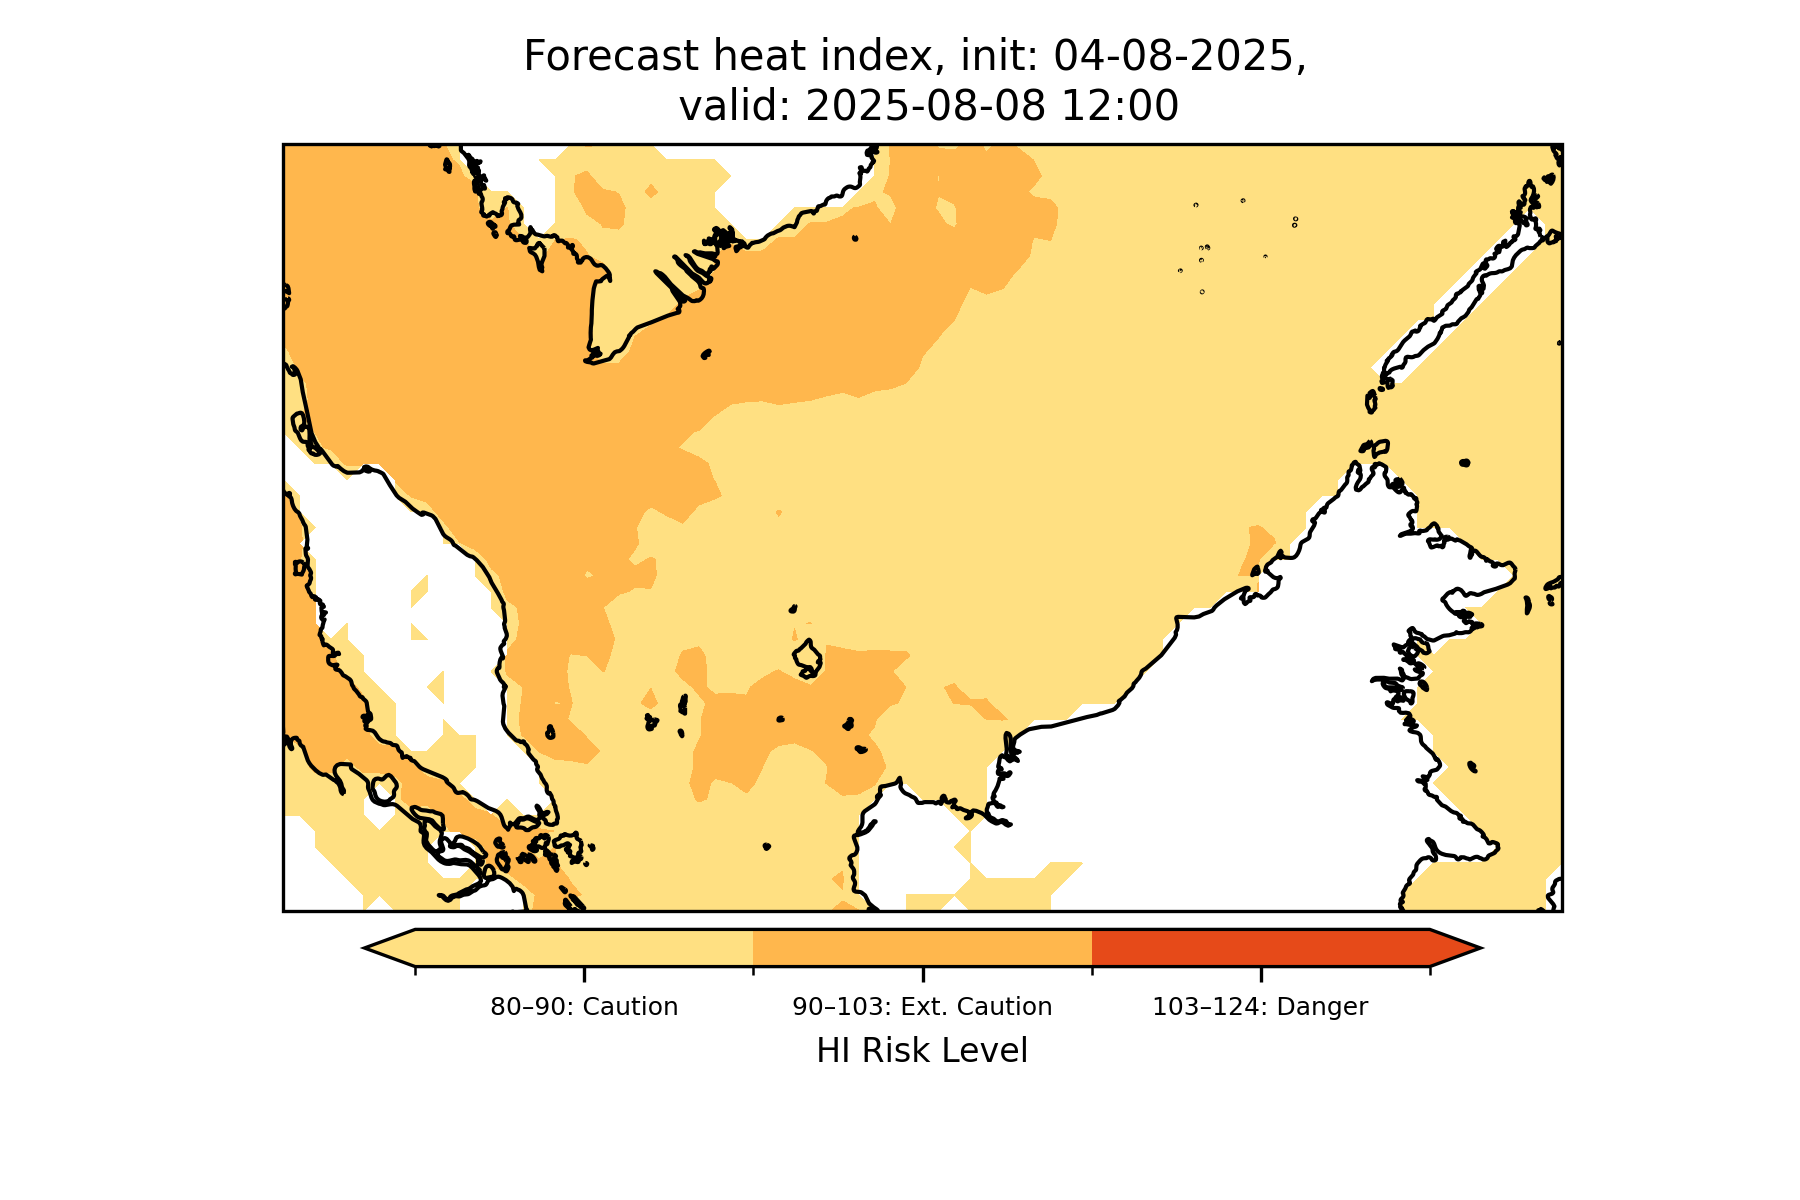 Forecast heat index, init: 04-08-2025,
valid: 2025-08-08 12:00
80–90: Caution
90–103: Ext. Caution
103–124: Danger
HI Risk Level